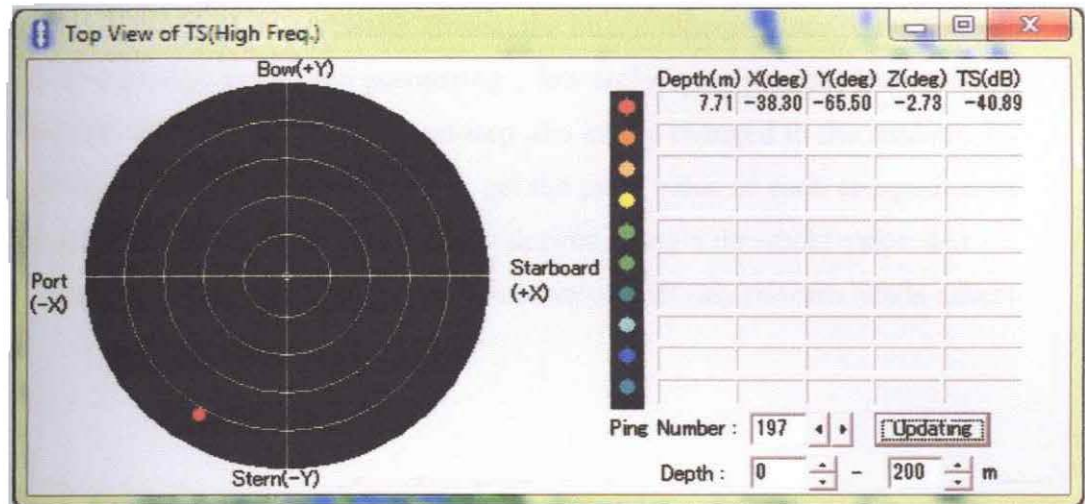 Top View of TS(High Freq.)
Bow(+Y)
Port
(-X)
Starboard
(+X)
Stern(-Y)
Depth(m) X(deg) Y(deg) Z(deg) TS(dB)
7.71 -38.30 -65.50 -2.73 -40.89
Ping Number : 197 Updating
Depth : 0 - 200 m